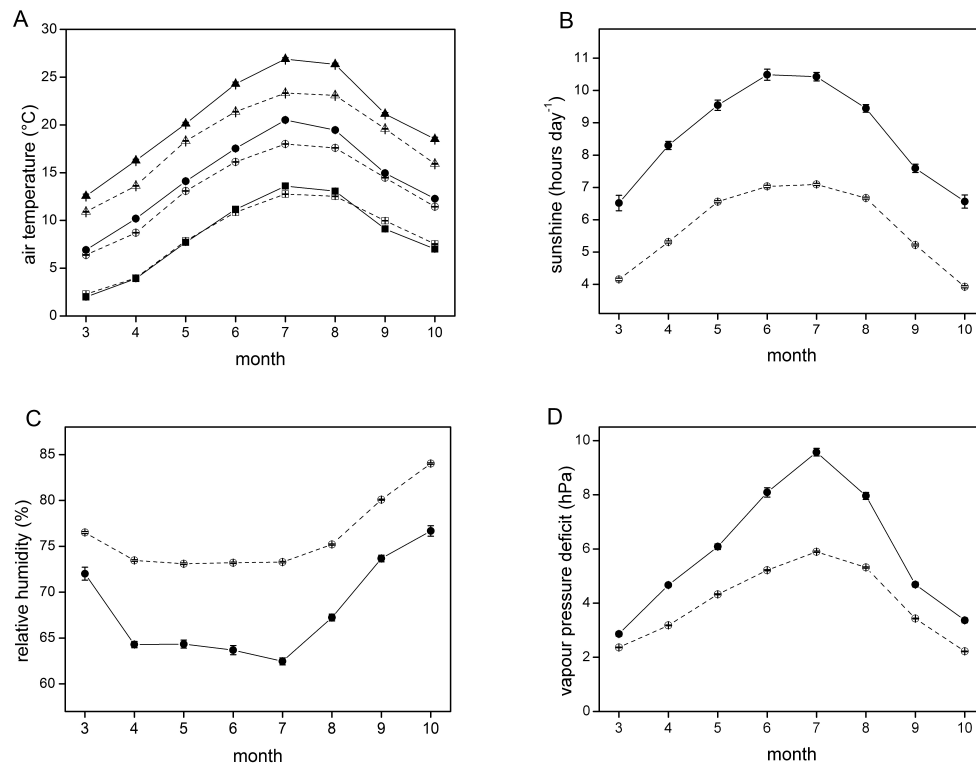 A
air temperature (°C)
30
25
20
15
10
5
0
3 4 5 6 7 8 9 10
month
B
sunshine (hours day⁻¹)
11
10
9
8
7
6
5
4
3 4 5 6 7 8 9 10
month
C
relative humidity (%)
85
80
75
70
65
60
3 4 5 6 7 8 9 10
month
D
vapour pressure deficit (hPa)
10
8
6
4
2
0
3 4 5 6 7 8 9 10
month